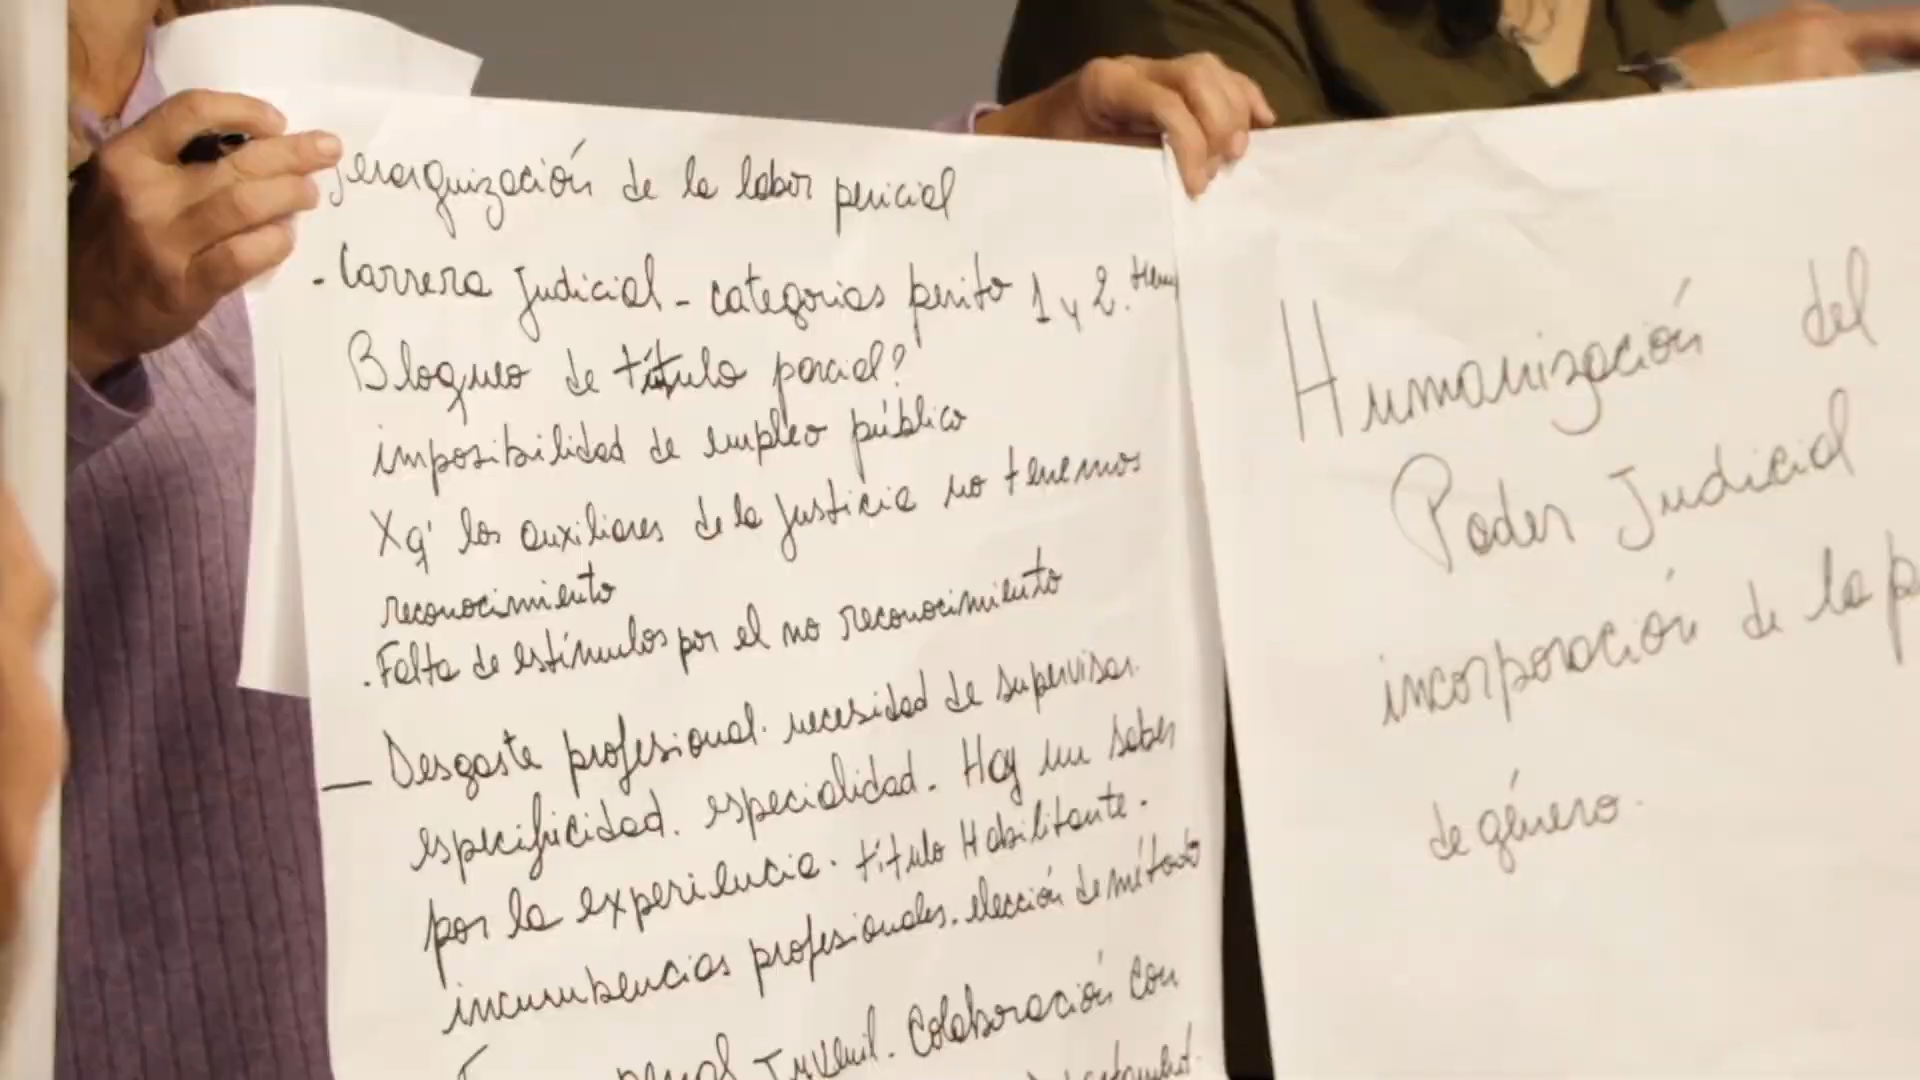 Jerarquización de la labor pericial
- Carrera Judicial - categorias perito 1 y 2.
Bloqueo de título parcial?
imposibilidad de empleo público
Xq' los auxiliares de la justicia no tenemos
reconocimiento
. Falta de estímulos por el no reconocimiento
— Desgaste profesional. necesidad de supervisar.
especificidad. especialidad. Hay un saber
por la experiencia. título Habilitante.
incumbencias profesionales. elección de método
penal Juvenil. Colaboración con
Humanización del
Poder Judicial
incorporación de la p
de género.